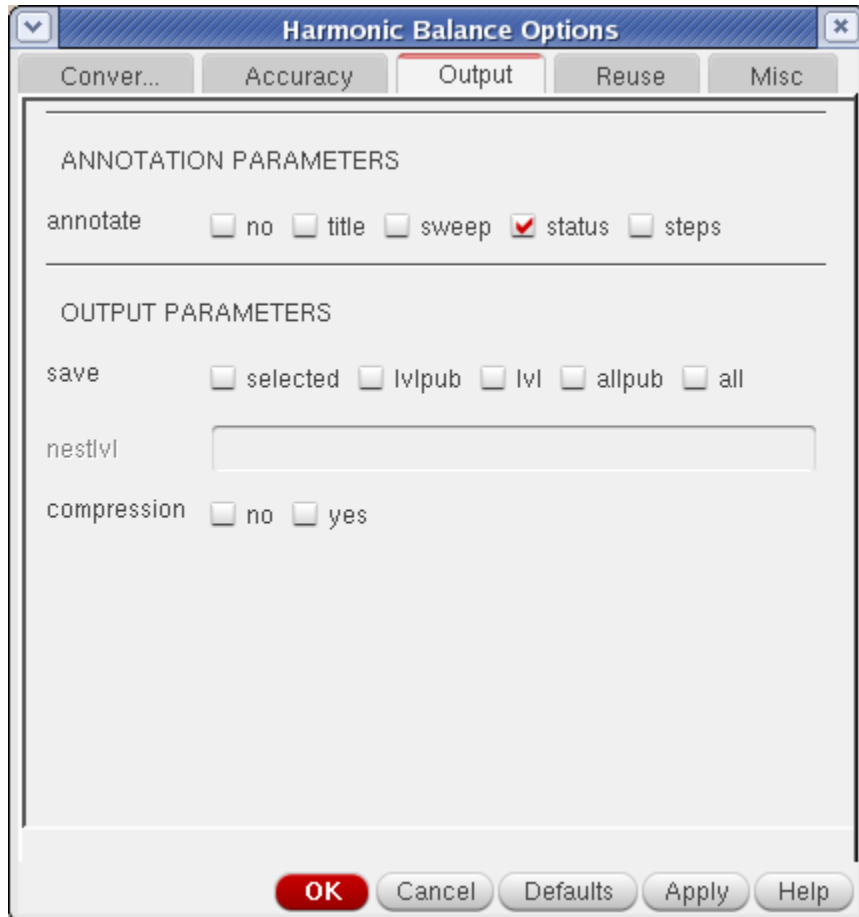 Harmonic Balance Options
Conver... Accuracy Output Reuse Misc
ANNOTATION PARAMETERS
annotate no title sweep status steps
OUTPUT PARAMETERS
save selected lvlpub lvl allpub all
nestlvl
compression no yes
OK Cancel Defaults Apply Help